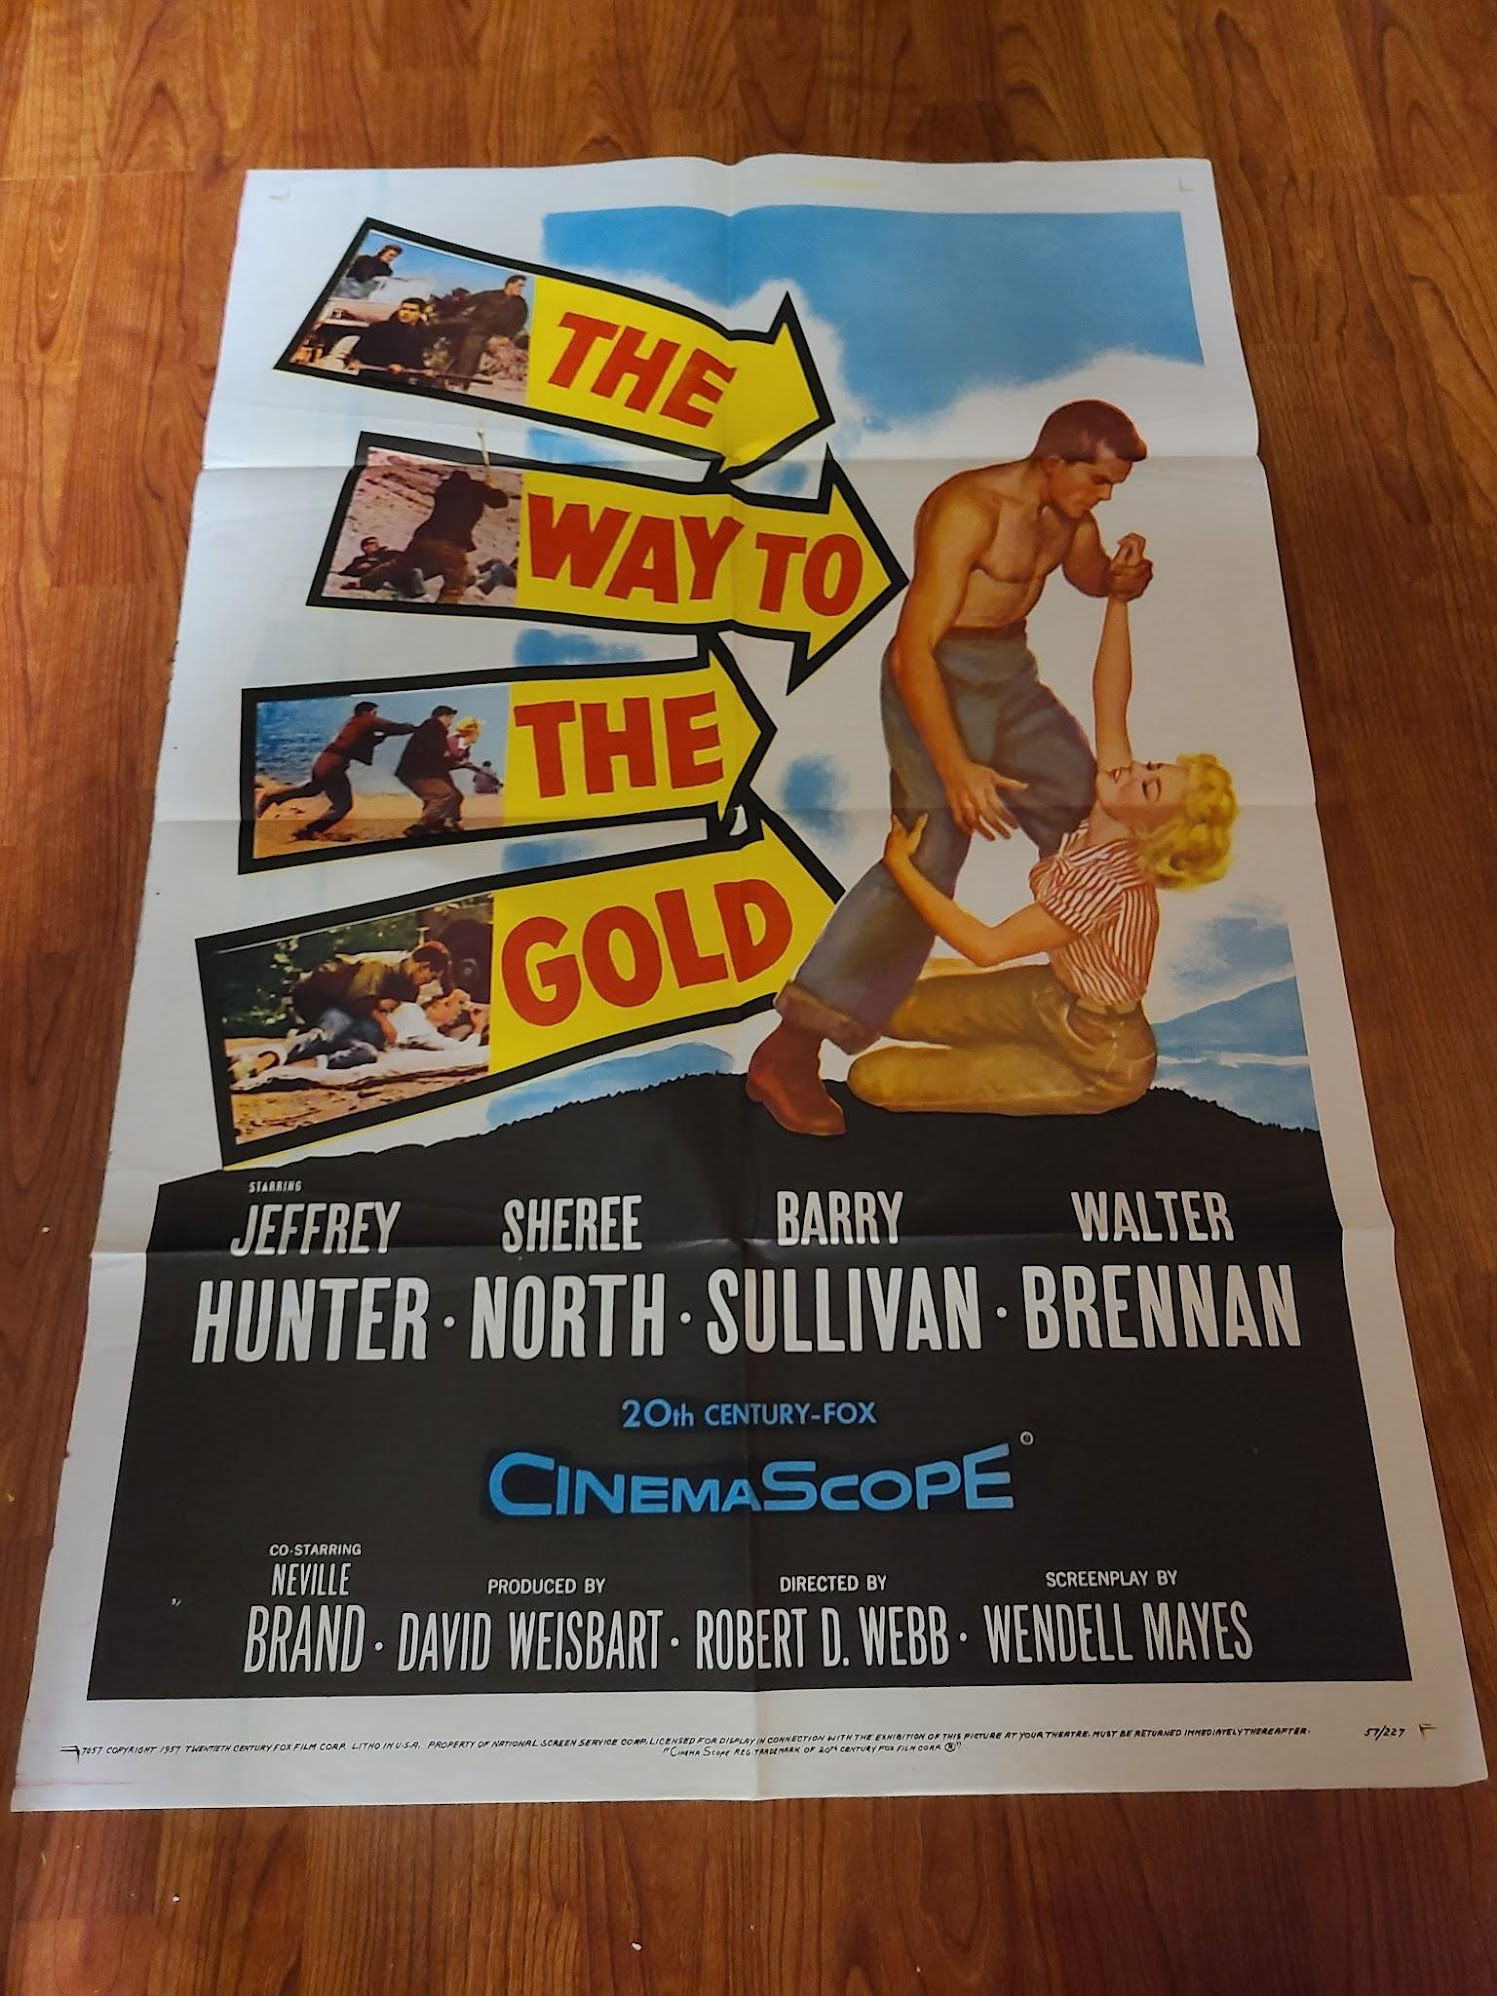 THE
WAY TO
THE
GOLD
STARRING
JEFFREY SHEREE BARRY WALTER
HUNTER · NORTH · SULLIVAN · BRENNAN
20th CENTURY-FOX
CINEMASCOPE
CO-STARRING
NEVILLE PRODUCED BY DIRECTED BY SCREENPLAY BY
BRAND · DAVID WEISBART · ROBERT D. WEBB · WENDELL MAYES
7057 COPYRIGHT 1957 TWENTIETH CENTURY FOX FILM CORP. LITHO IN U.S.A. PROPERTY OF NATIONAL SCREEN SERVICE CORP. LICENSED FOR DISPLAY IN CONNECTION WITH THE EXHIBITION OF THIS PICTURE AT YOUR THEATRE. MUST BE RETURNED IMMEDIATELY THEREAFTER. 57/227
"CINEMASCOPE REG. TRADEMARK OF 20th CENTURY FOX FILM CORP. ®"